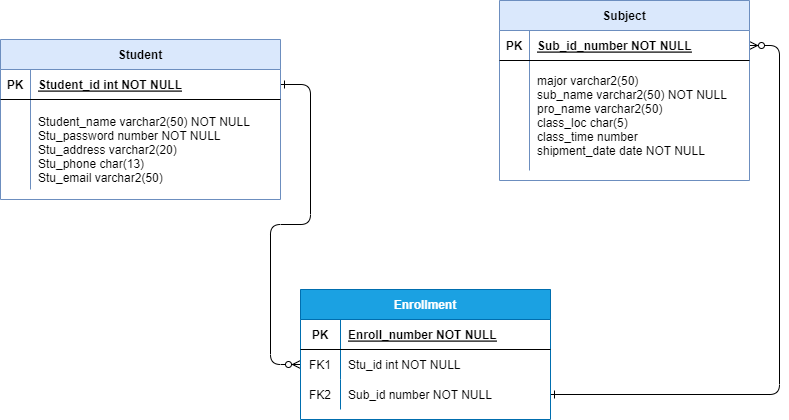 Student
PK Student_id int NOT NULL
Student_name varchar2(50) NOT NULL
Stu_password number NOT NULL
Stu_address varchar2(20)
Stu_phone char(13)
Stu_email varchar2(50)
Subject
PK Sub_id_number NOT NULL
major varchar2(50)
sub_name varchar2(50) NOT NULL
pro_name varchar2(50)
class_loc char(5)
class_time number
shipment_date date NOT NULL
Enrollment
PK Enroll_number NOT NULL
FK1 Stu_id int NOT NULL
FK2 Sub_id number NOT NULL